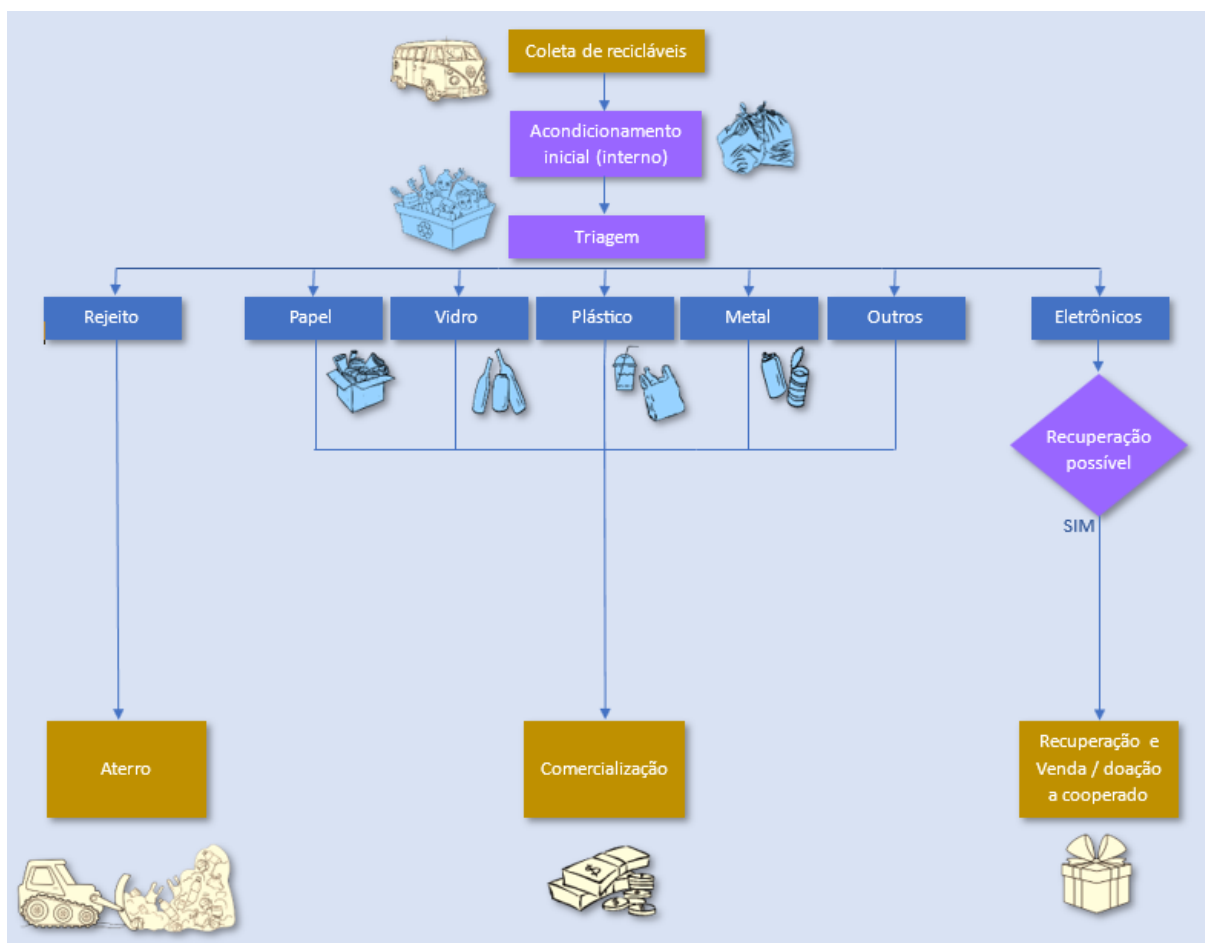 Coleta de recicláveis
Acondicionamento
inicial (interno)
Triagem
Rejeito
Papel
Vidro
Plástico
Metal
Outros
Eletrônicos
Recuperação
possível
SIM
Aterro
Comercialização
Recuperação e
Venda / doação
a cooperado